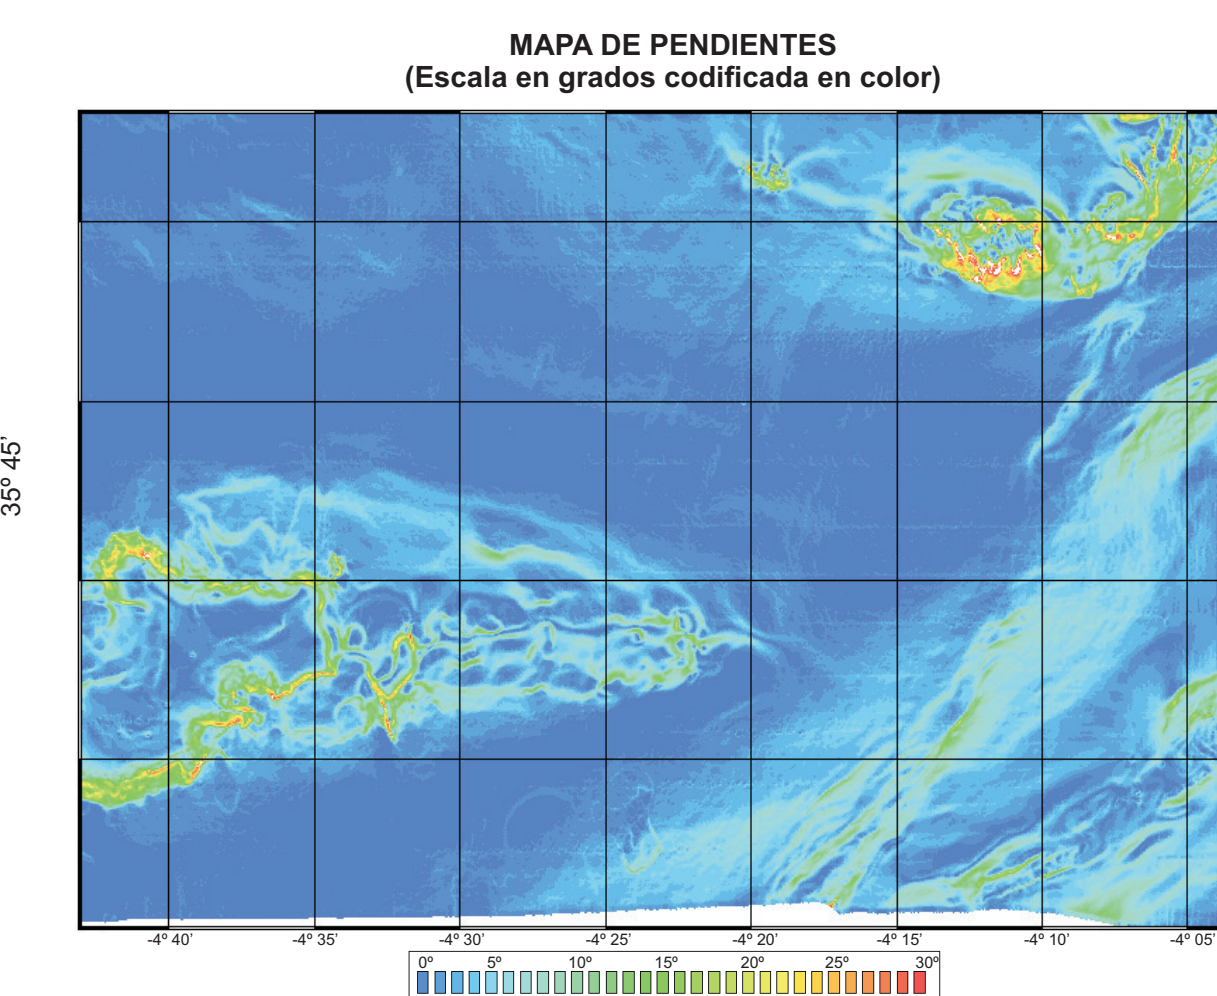 MAPA DE PENDIENTES
(Escala en grados codificada en color)
35º 45’
-4º 40’ -4º 35’ -4º 30’ -4º 25’ -4º 20’ -4º 15’ -4º 10’ -4º 05’
0º 5º 10º 15º 20º 25º 30º